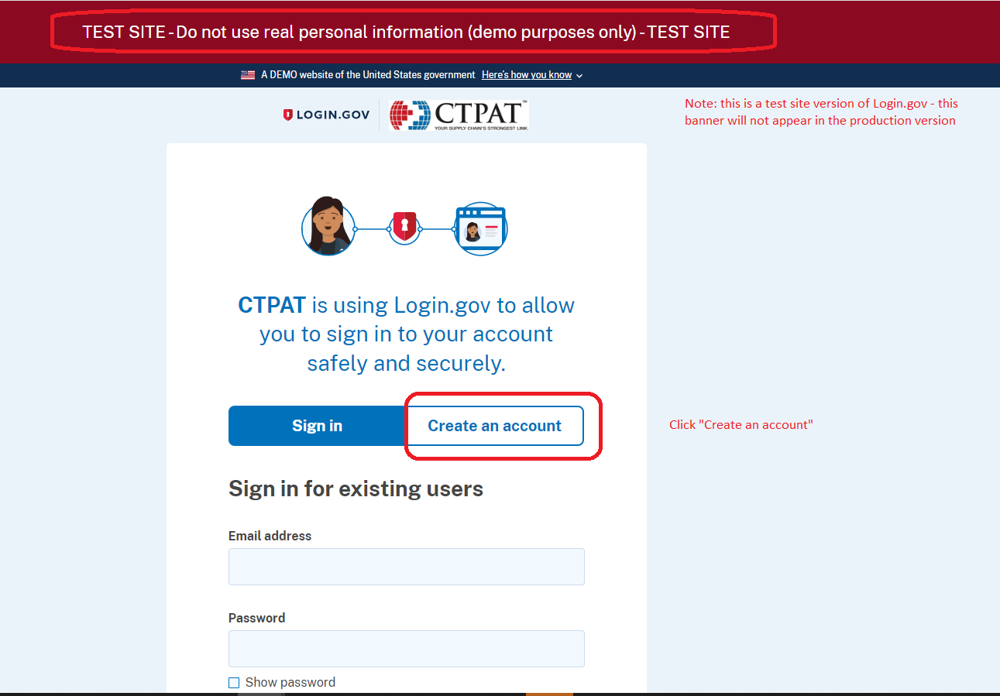 TEST SITE - Do not use real personal information (demo purposes only) - TEST SITE
A DEMO website of the United States government Here's how you know
LOGIN.GOV
CTPAT™
YOUR SUPPLY CHAIN'S STRONGEST LINK.
Note: this is a test site version of Login.gov - this
banner will not appear in the production version
CTPAT is using Login.gov to allow
you to sign in to your account
safely and securely.
Sign in
Create an account
Click "Create an account"
Sign in for existing users
Email address
Password
Show password